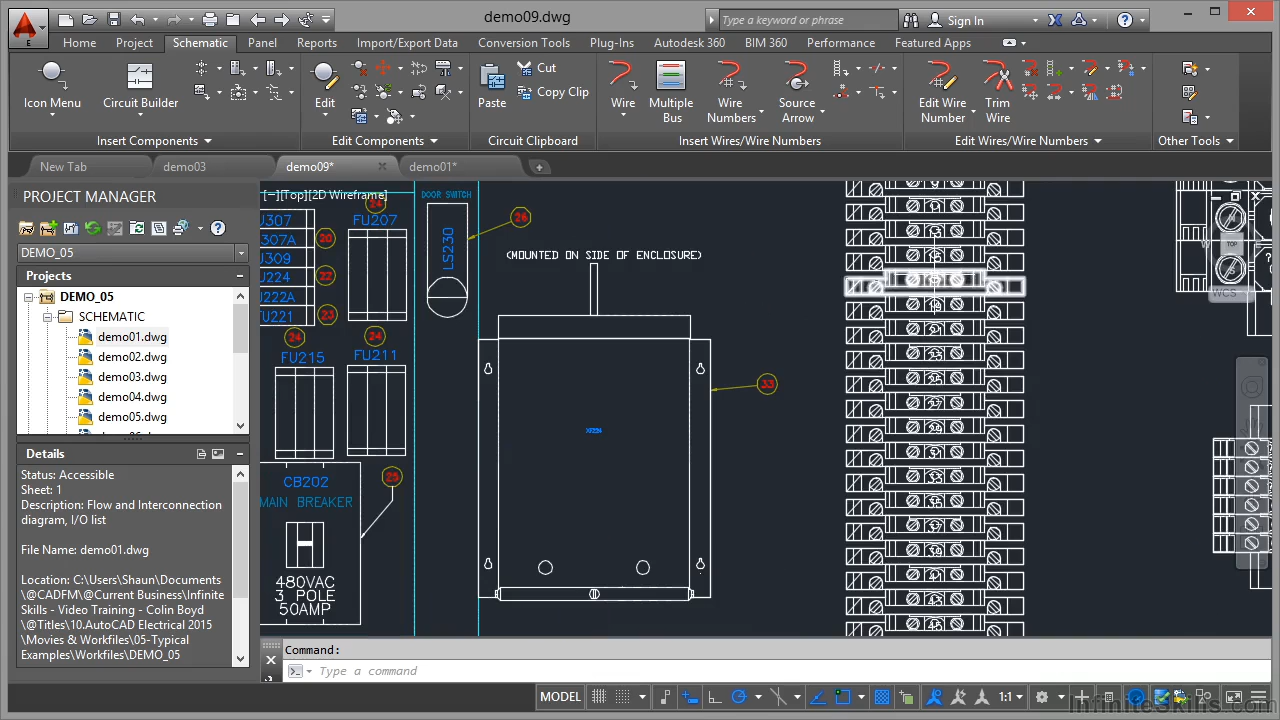 demo09.dwg
Type a keyword or phrase
Sign In
E
Home Project Schematic Panel Reports Import/Export Data Conversion Tools Plug-Ins Autodesk 360 BIM 360 Performance Featured Apps
Icon Menu
Circuit Builder
Edit
Paste
Cut
Copy Clip
Wire
Multiple Bus
Wire Numbers
Source Arrow
Edit Wire Number
Trim Wire
Insert Components
Edit Components
Circuit Clipboard
Insert Wires/Wire Numbers
Edit Wires/Wire Numbers
Other Tools
New Tab
demo03
demo09*
demo01*
PROJECT MANAGER
DEMO_05
Projects
DEMO_05
SCHEMATIC
demo01.dwg
demo02.dwg
demo03.dwg
demo04.dwg
demo05.dwg
Details
Status: Accessible
Sheet: 1
Description: Flow and Interconnection
diagram, I/O list
File Name: demo01.dwg
Location: C:\Users\Shaun\Documents
\@CADFM\@Current Business\Infinite
Skills - Video Training - Colin Boyd
\@Titles\10.AutoCAD Electrical 2015
\Movies & Workfiles\05-Typical
Examples\Workfiles\DEMO_05
[−][Top][2D Wireframe]
DOOR SWITCH
24
FU207
U307
307A
U309
U224
U222A
U221
20
22
23
24
FU215
24
FU211
LS230
26
(MOUNTED ON SIDE OF ENCLOSURE)
33
XF224
25
CB202
MAIN BREAKER
480VAC
3 POLE
50AMP
TOP
WCS
Command:
Type a command
MODEL
1:1
InfiniteSkills.com